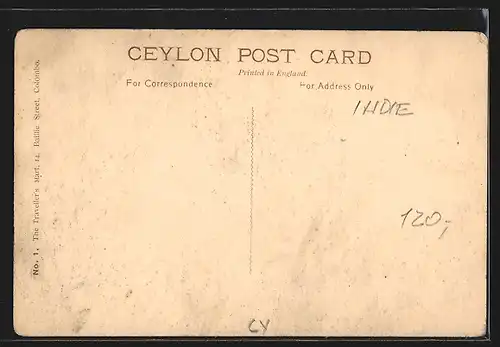 CEYLON POST CARD
Printed in England
For Correspondence
For Address Only
INDIE
120,-
CY
No. 1. The Traveller's Mart, 14, Baillie Street, Colombo.